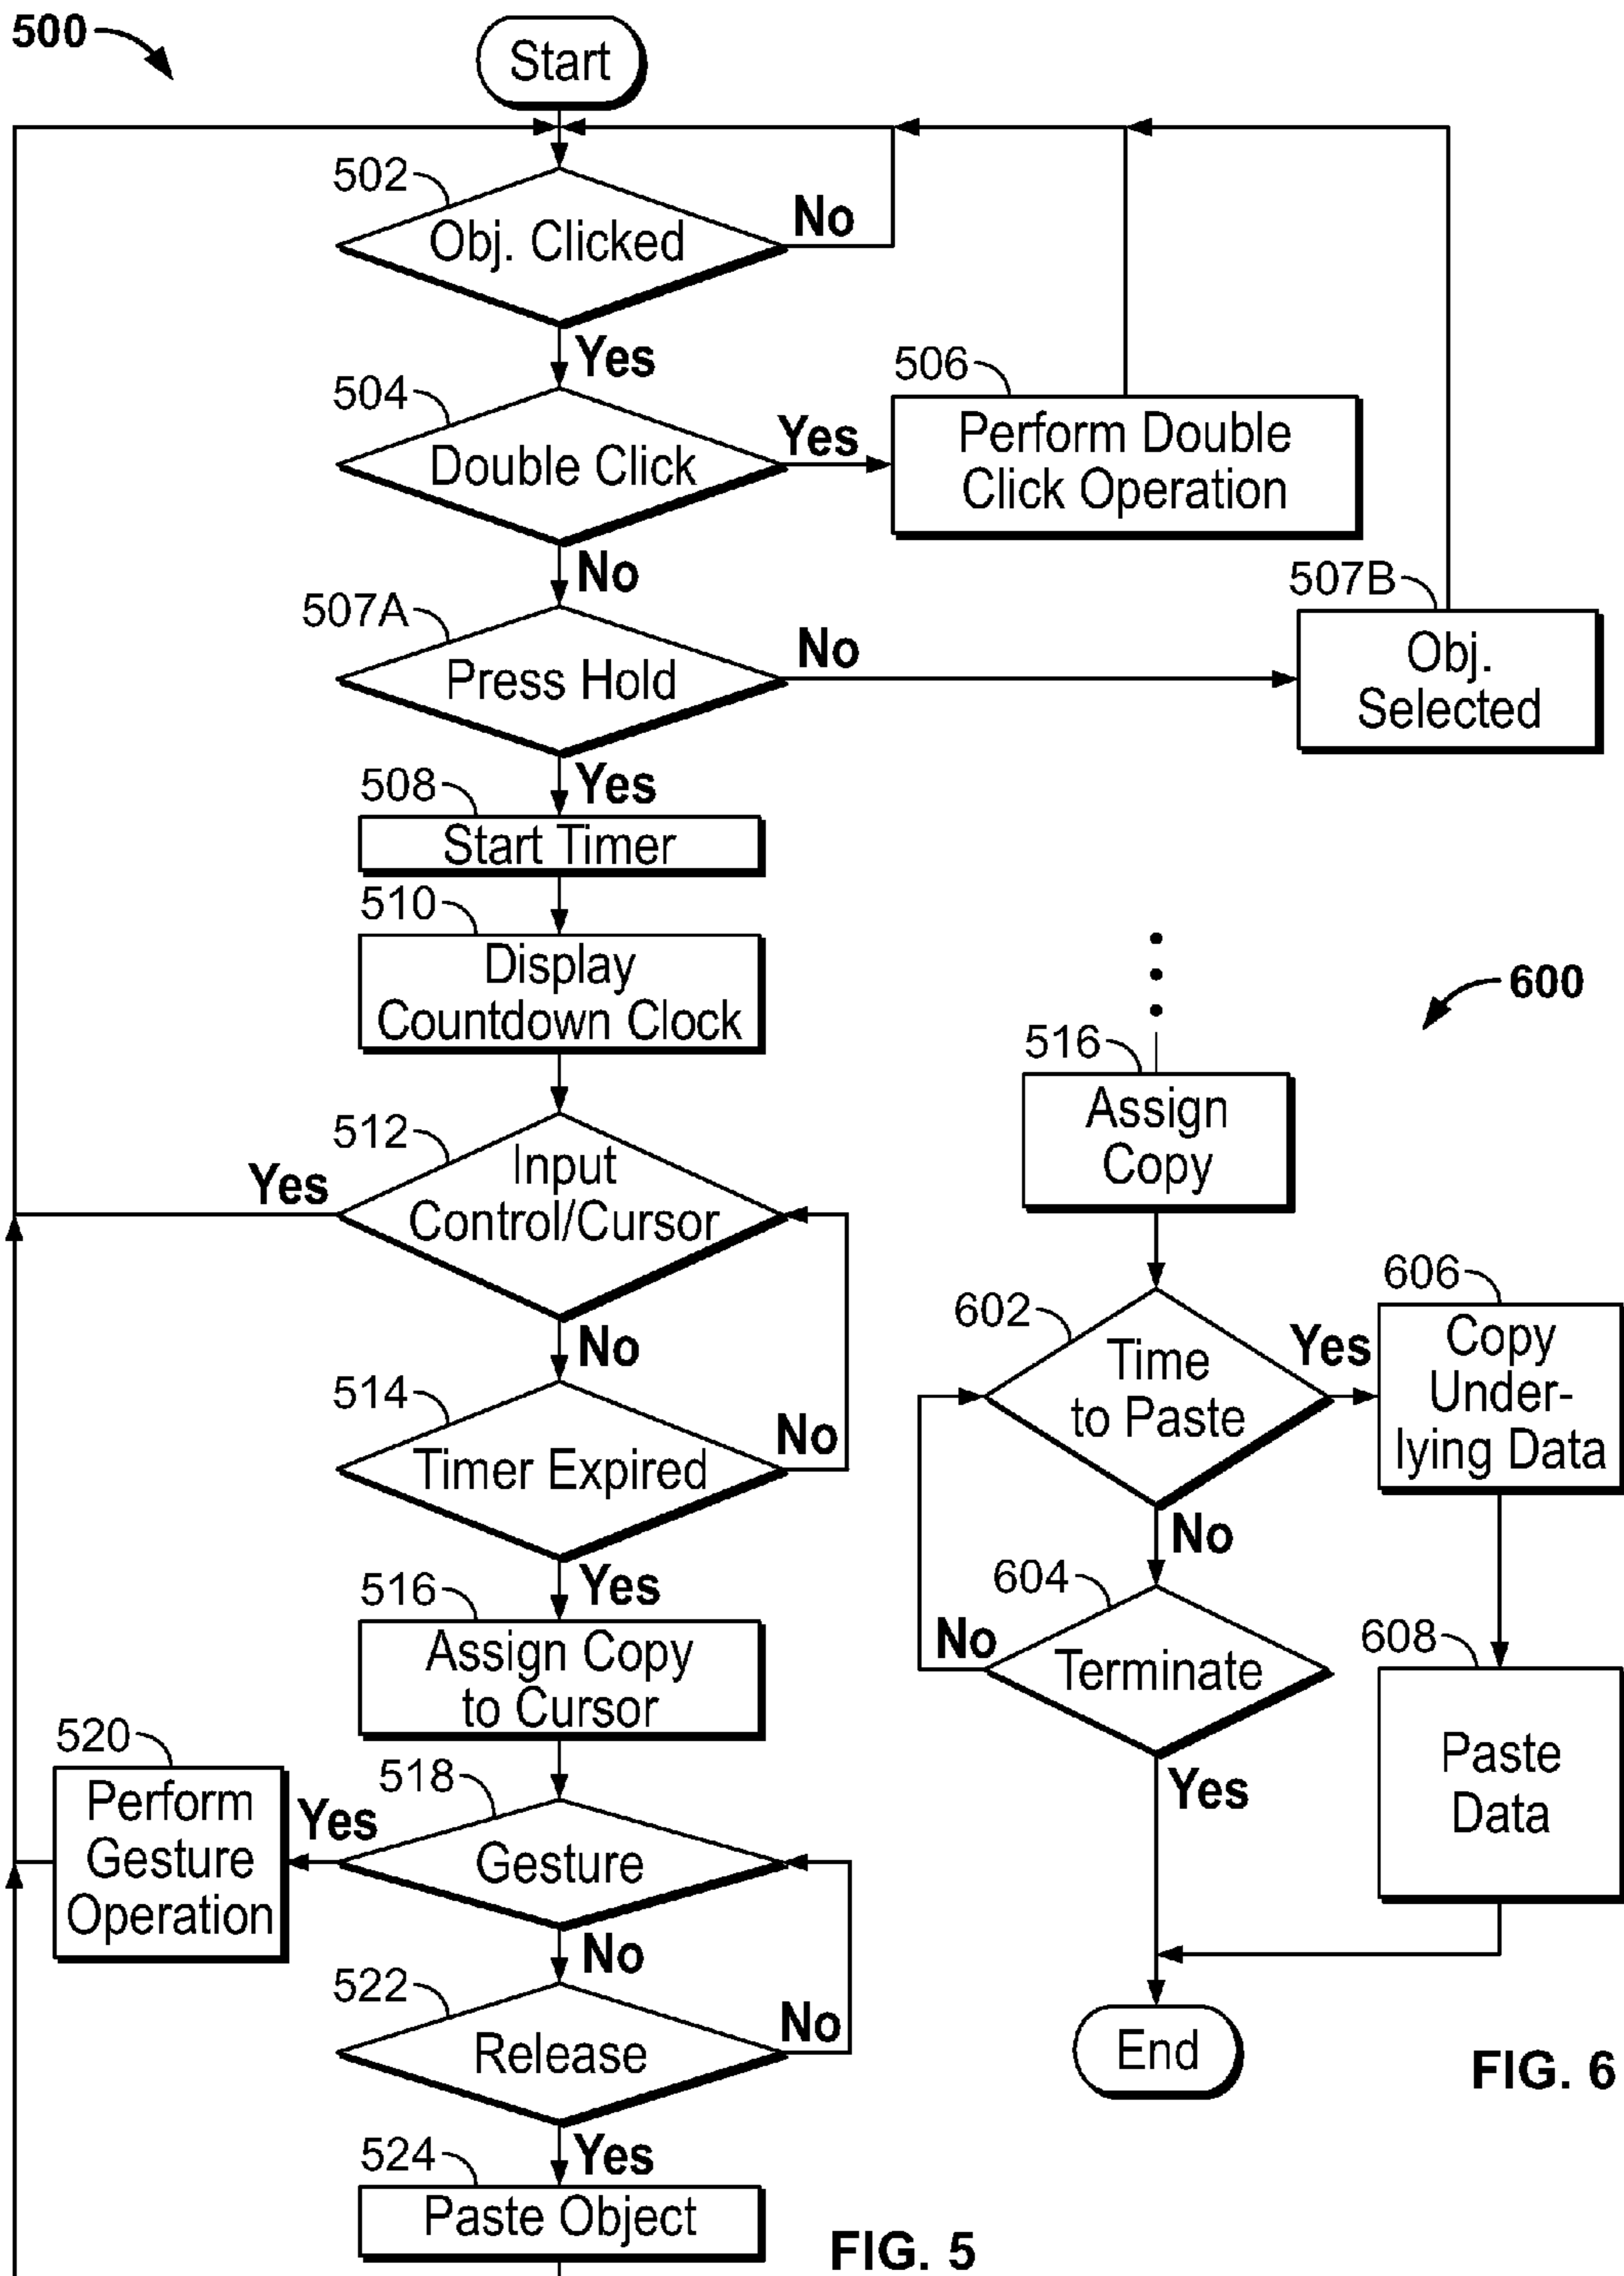 500
Start
502
Obj. Clicked
No
Yes
504
Double Click
Yes
506
Perform Double
Click Operation
No
507A
Press Hold
No
507B
Obj.
Selected
Yes
508
Start Timer
510
Display
Countdown Clock
512
Input
Control/Cursor
Yes
No
514
Timer Expired
No
Yes
516
Assign Copy
to Cursor
518
Gesture
Yes
520
Perform
Gesture
Operation
No
522
Release
No
Yes
524
Paste Object
FIG. 5
600
516
Assign
Copy
602
Time
to Paste
Yes
606
Copy
Under-
lying Data
No
604
Terminate
No
608
Paste
Data
Yes
End
FIG. 6